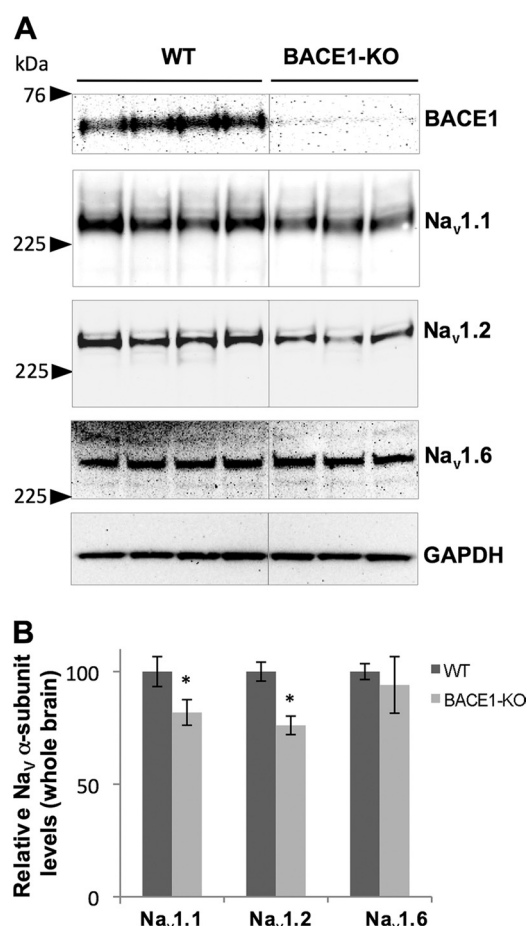 A
kDa
WT BACE1-KO
76
BACE1
Nav1.1
225
Nav1.2
225
Nav1.6
225
GAPDH
B
Relative NaV α-subunit
levels (whole brain)
100
50
0
*
*
WT
BACE1-KO
Nav1.1 Nav1.2 Nav1.6